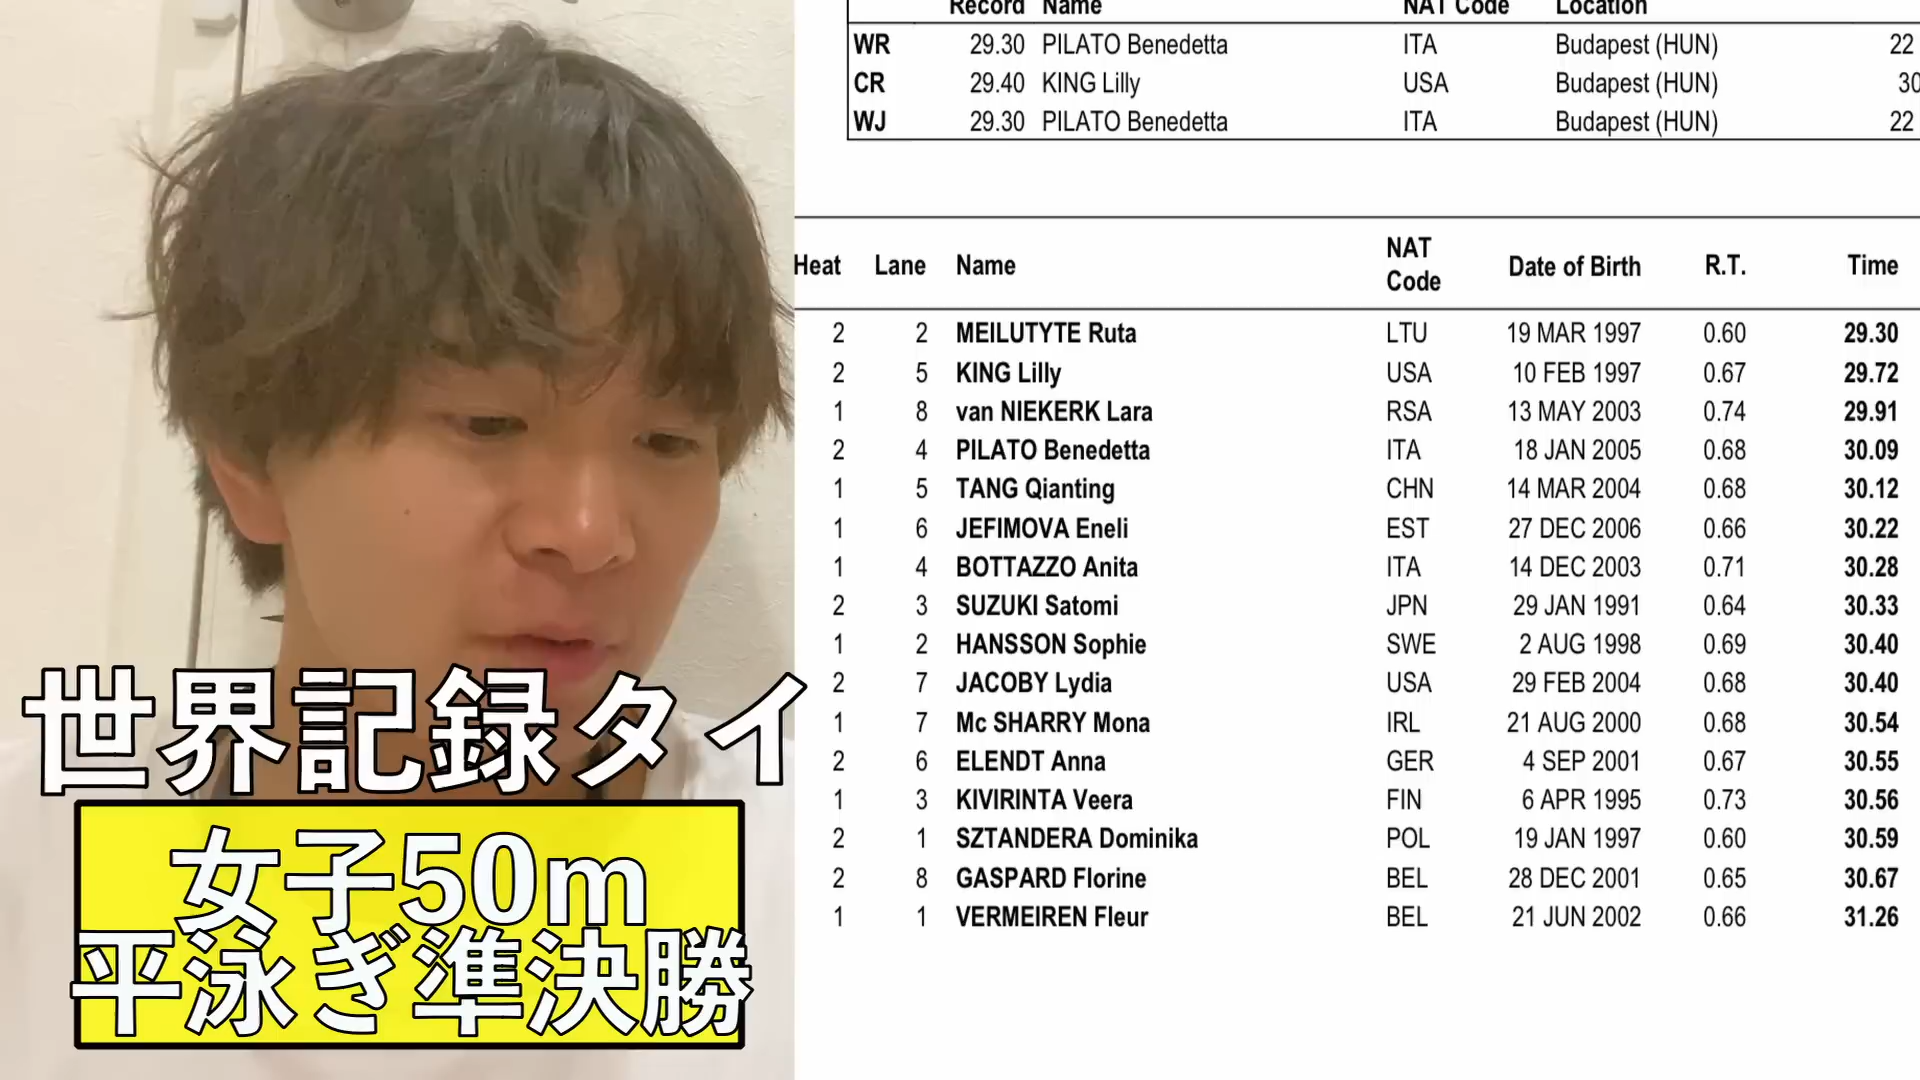 Record Name NAT Code Location
WR 29.30 PILATO Benedetta ITA Budapest (HUN) 22
CR 29.40 KING Lilly USA Budapest (HUN) 30
WJ 29.30 PILATO Benedetta ITA Budapest (HUN) 22
Heat Lane Name NAT Code Date of Birth R.T. Time
2 2 MEILUTYTE Ruta LTU 19 MAR 1997 0.60 29.30
2 5 KING Lilly USA 10 FEB 1997 0.67 29.72
1 8 van NIEKERK Lara RSA 13 MAY 2003 0.74 29.91
2 4 PILATO Benedetta ITA 18 JAN 2005 0.68 30.09
1 5 TANG Qianting CHN 14 MAR 2004 0.68 30.12
1 6 JEFIMOVA Eneli EST 27 DEC 2006 0.66 30.22
1 4 BOTTAZZO Anita ITA 14 DEC 2003 0.71 30.28
2 3 SUZUKI Satomi JPN 29 JAN 1991 0.64 30.33
1 2 HANSSON Sophie SWE 2 AUG 1998 0.69 30.40
2 7 JACOBY Lydia USA 29 FEB 2004 0.68 30.40
1 7 Mc SHARRY Mona IRL 21 AUG 2000 0.68 30.54
2 6 ELENDT Anna GER 4 SEP 2001 0.67 30.55
1 3 KIVIRINTA Veera FIN 6 APR 1995 0.73 30.56
2 1 SZTANDERA Dominika POL 19 JAN 1997 0.60 30.59
2 8 GASPARD Florine BEL 28 DEC 2001 0.65 30.67
1 1 VERMEIREN Fleur BEL 21 JUN 2002 0.66 31.26
世界記録タイ
女子50m
平泳ぎ準決勝